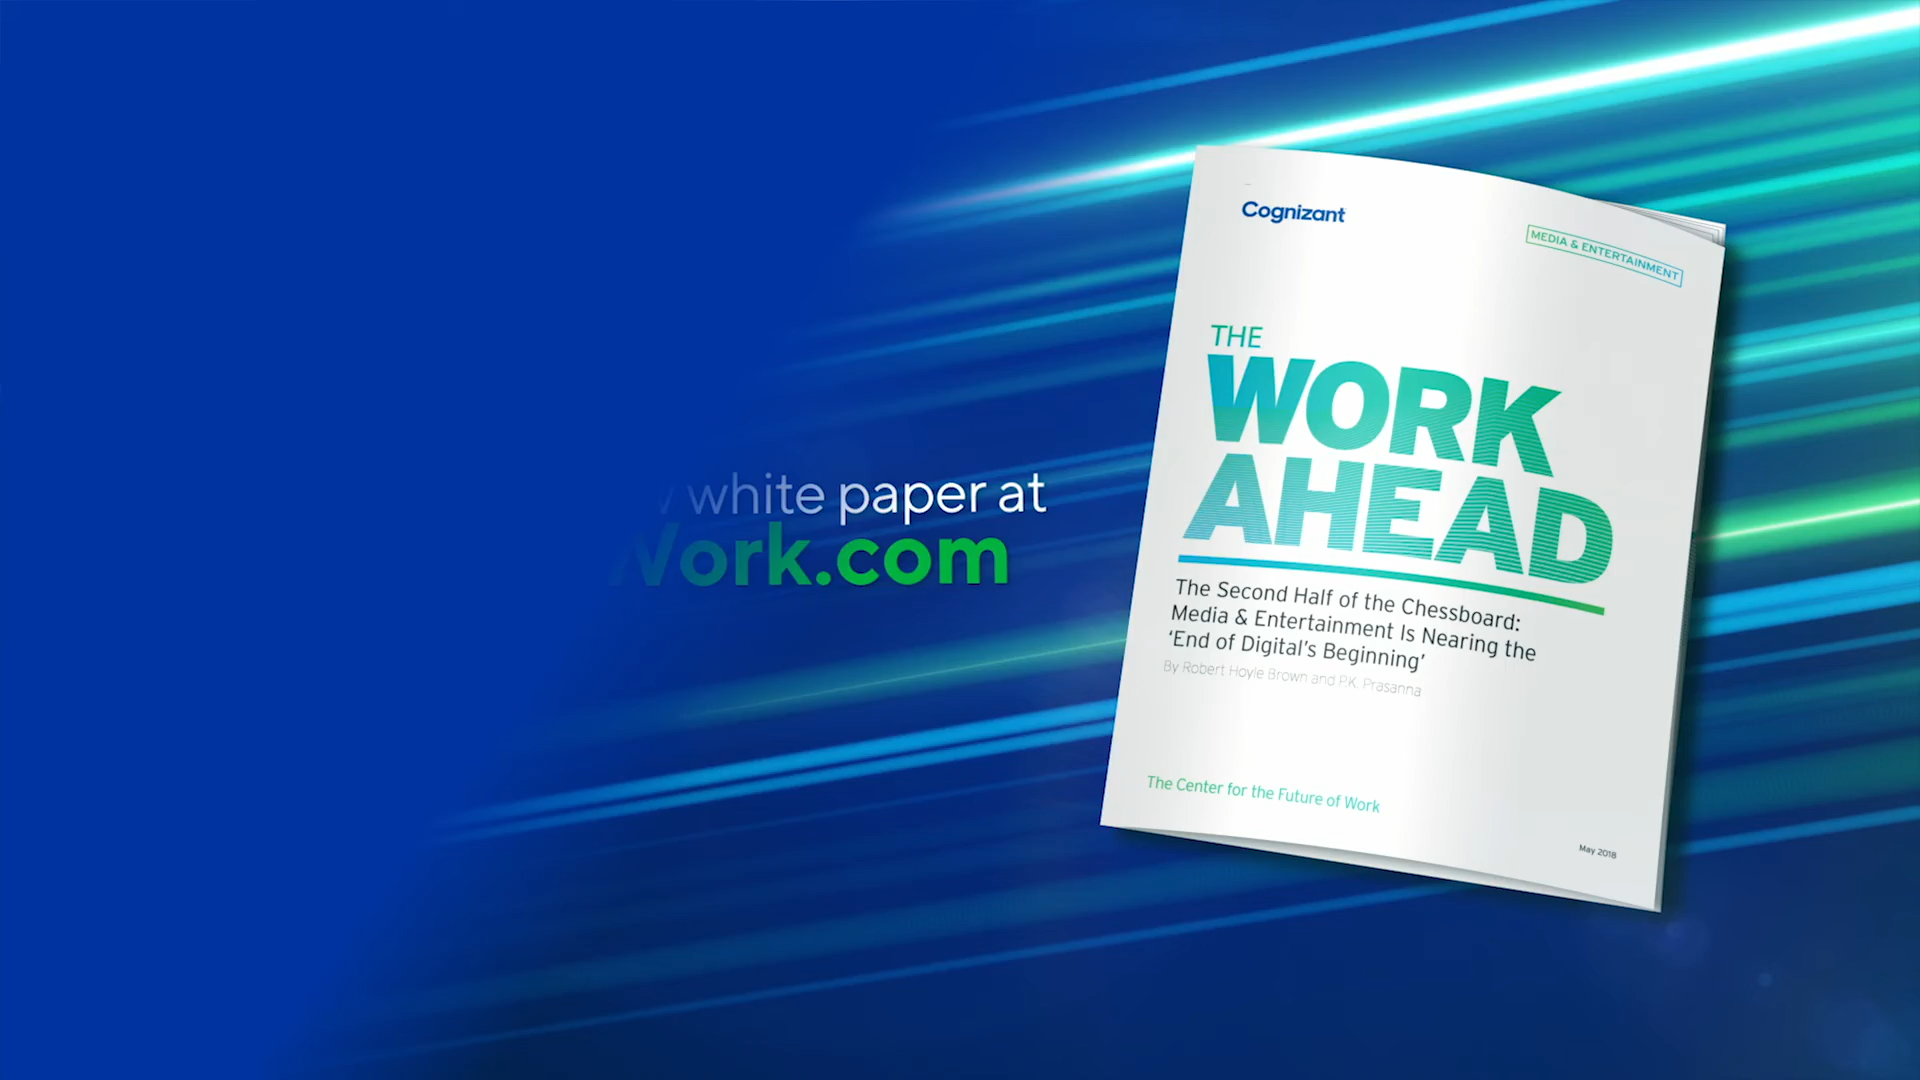 white paper at
Work.com
Cognizant
MEDIA & ENTERTAINMENT
THE
WORK
AHEAD
The Second Half of the Chessboard:
Media & Entertainment Is Nearing the
‘End of Digital’s Beginning’
By Robert Hoyle Brown and P.K. Prasanna
The Center for the Future of Work
May 2018